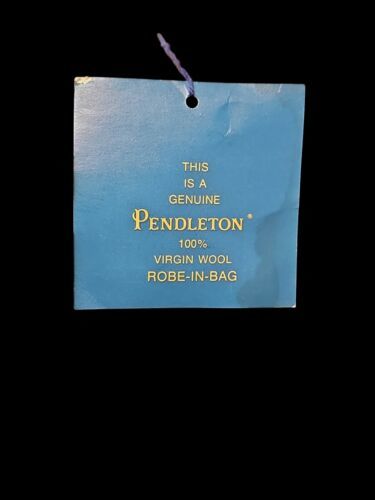 THIS
IS A
GENUINE
PENDLETON®
100%
VIRGIN WOOL
ROBE-IN-BAG